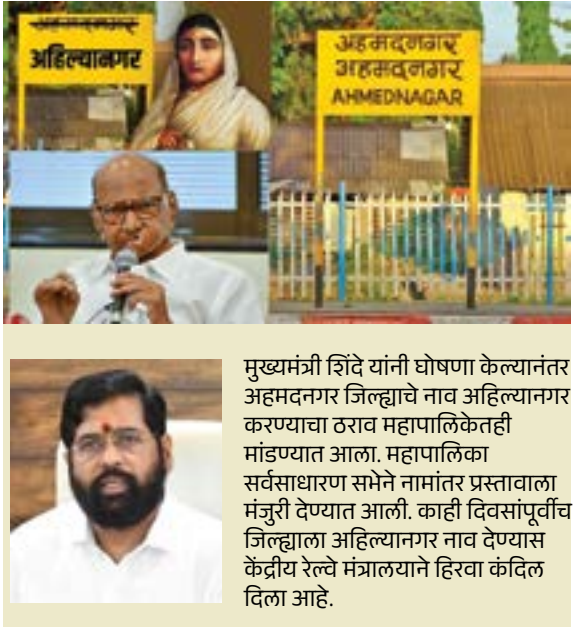 अहमदनगर
अहिल्यानगर
अहमदनगर
अहमदनगर
AHMEDNAGAR
मुख्यमंत्री शिंदे यांनी घोषणा केल्यानंतर
अहमदनगर जिल्ह्याचे नाव अहिल्यानगर
करण्याचा ठराव महापालिकेतही
मांडण्यात आला. महापालिका
सर्वसाधारण सभेने नामांतर प्रस्तावाला
मंजुरी देण्यात आली. काही दिवसांपूर्वीच
जिल्ह्याला अहिल्यानगर नाव देण्यास
केंद्रीय रेल्वे मंत्रालयाने हिरवा कंदिल
दिला आहे.